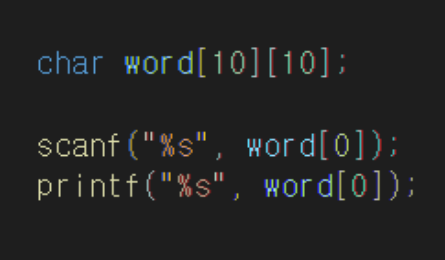 char word[10][10];
scanf("%s", word[0]);
printf("%s", word[0]);